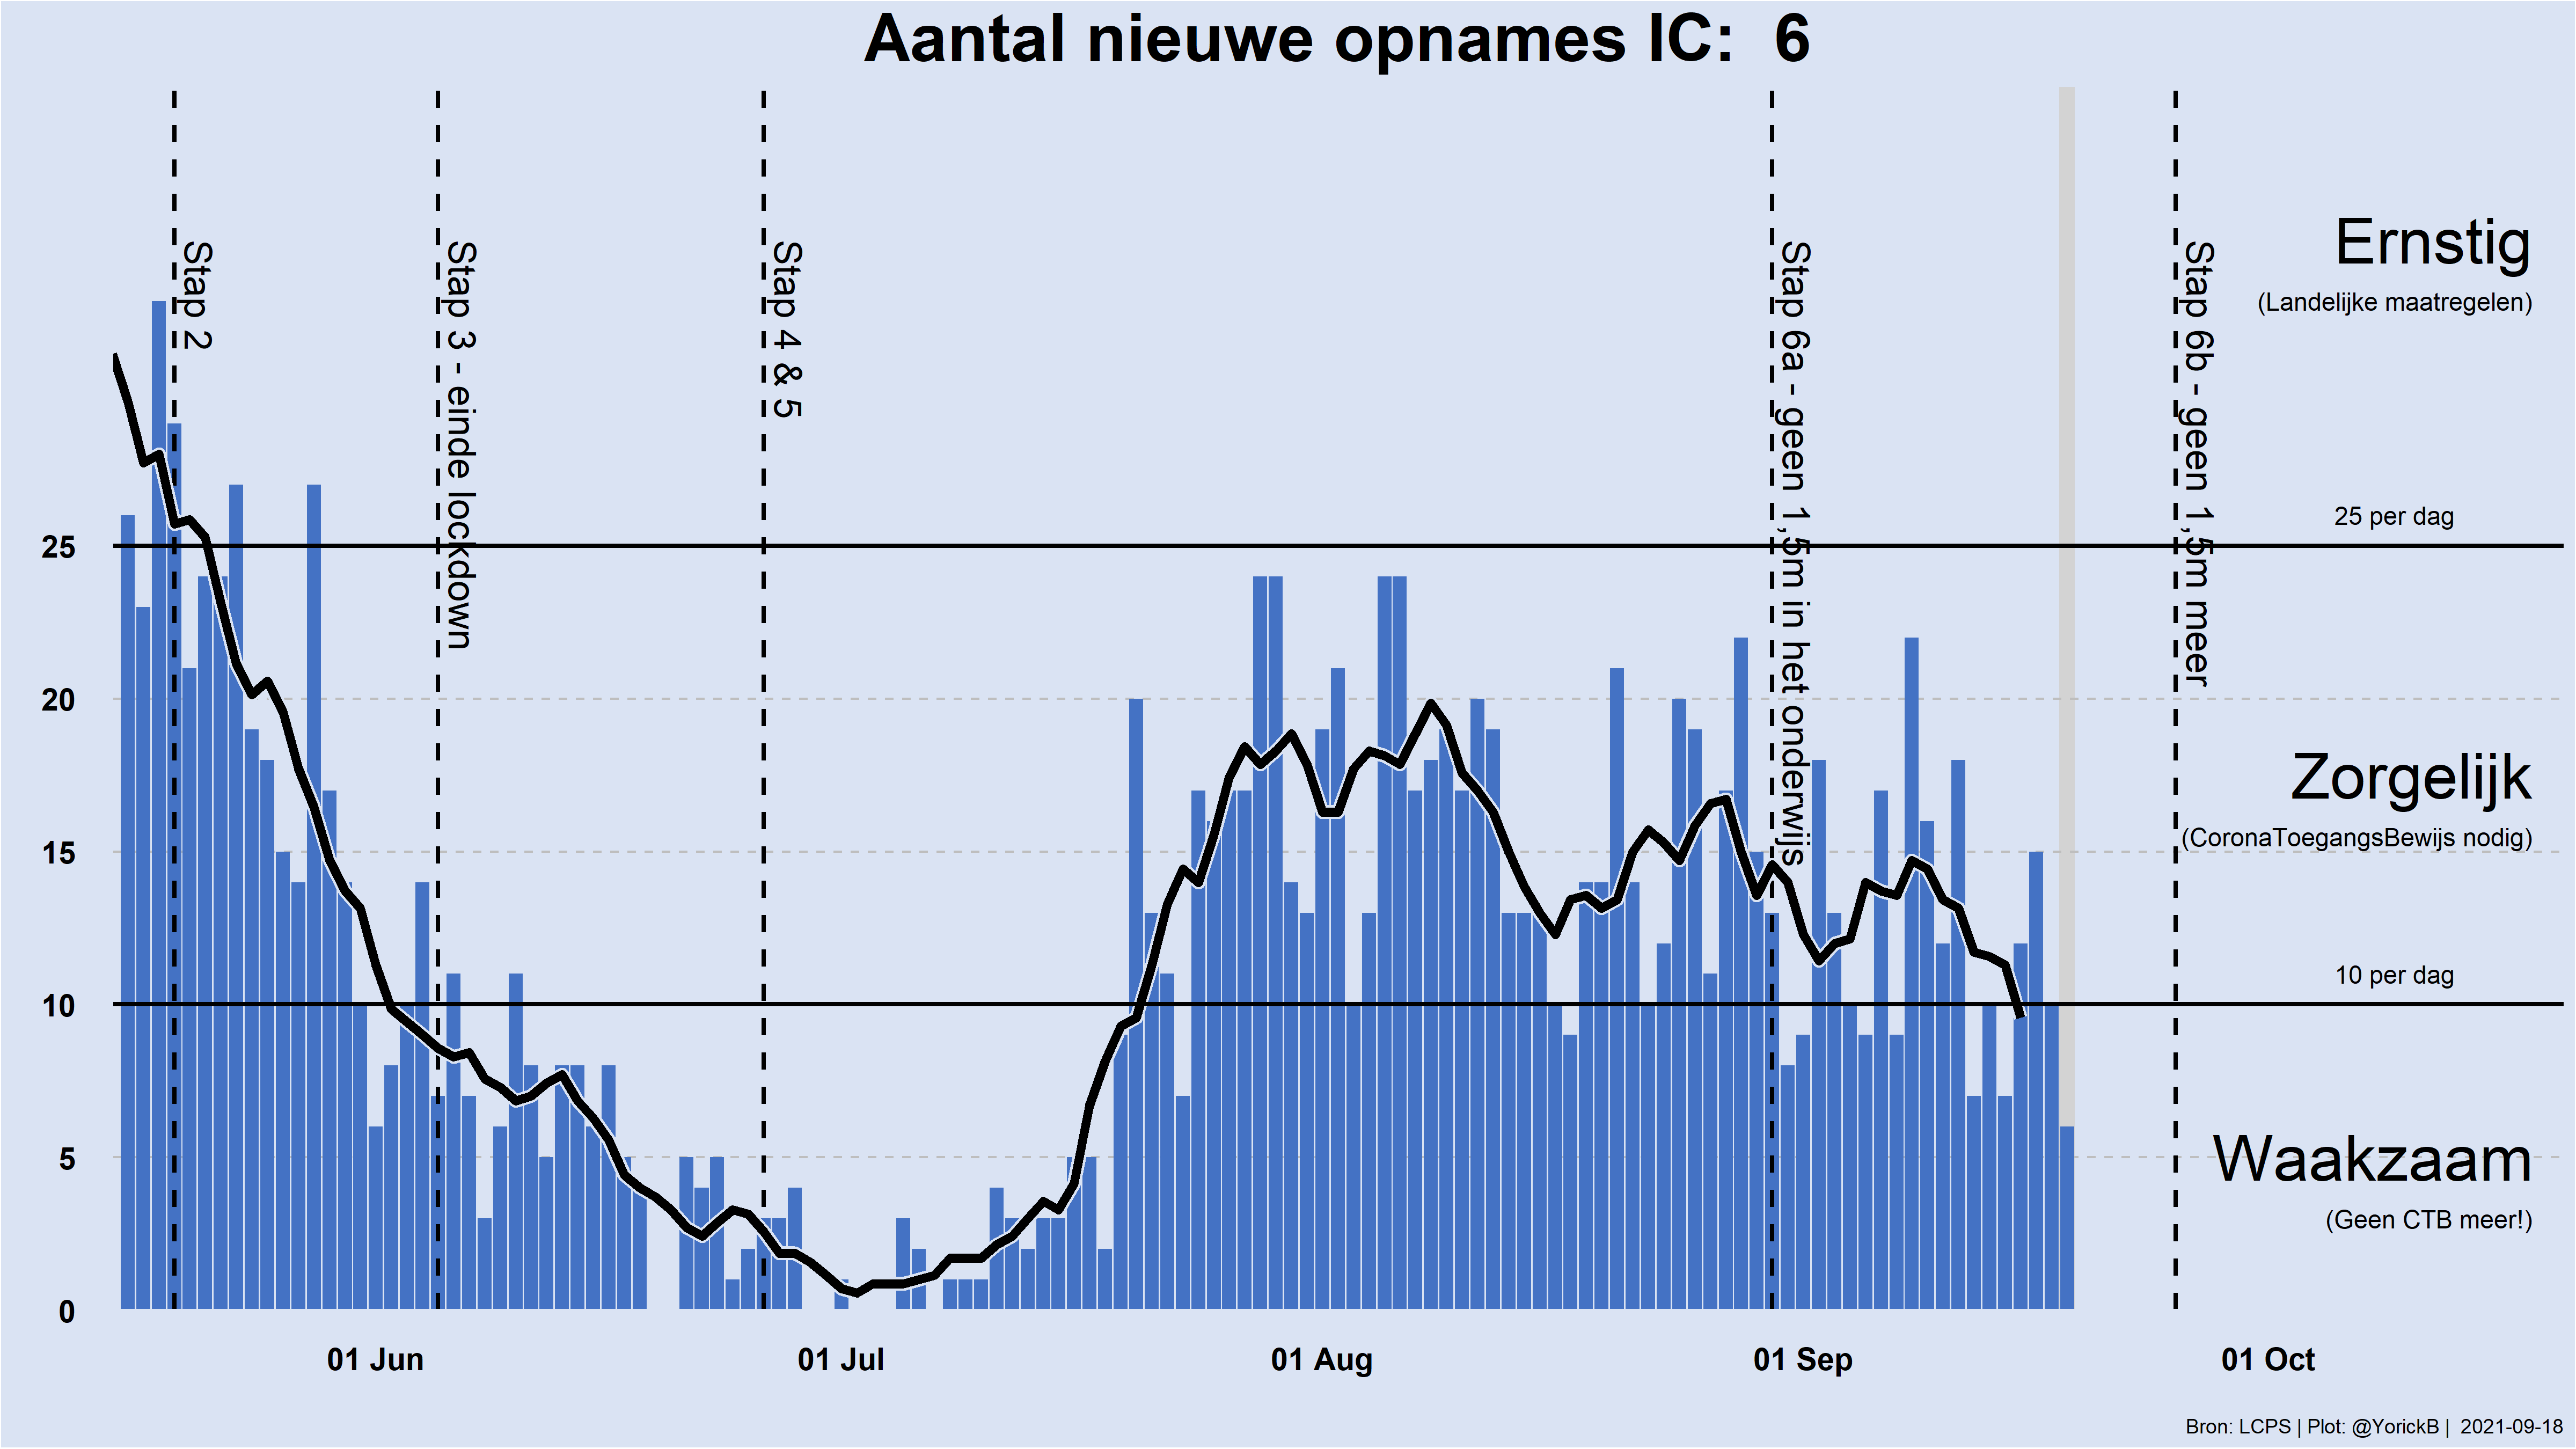 Aantal nieuwe opnames IC:  6
Stap 2
Stap 3 - einde lockdown
Stap 4 & 5
Stap 6a - geen 1,5m in het onderwijs
Stap 6b - geen 1,5m meer
Ernstig
(Landelijke maatregelen)
25 per dag
25
20
Zorgelijk
(CoronaToegangsBewijs nodig)
15
10 per dag
10
Waakzaam
5
(Geen CTB meer!)
0
01 Jun
01 Jul
01 Aug
01 Sep
01 Oct
Bron: LCPS | Plot: @YorickB |  2021-09-18